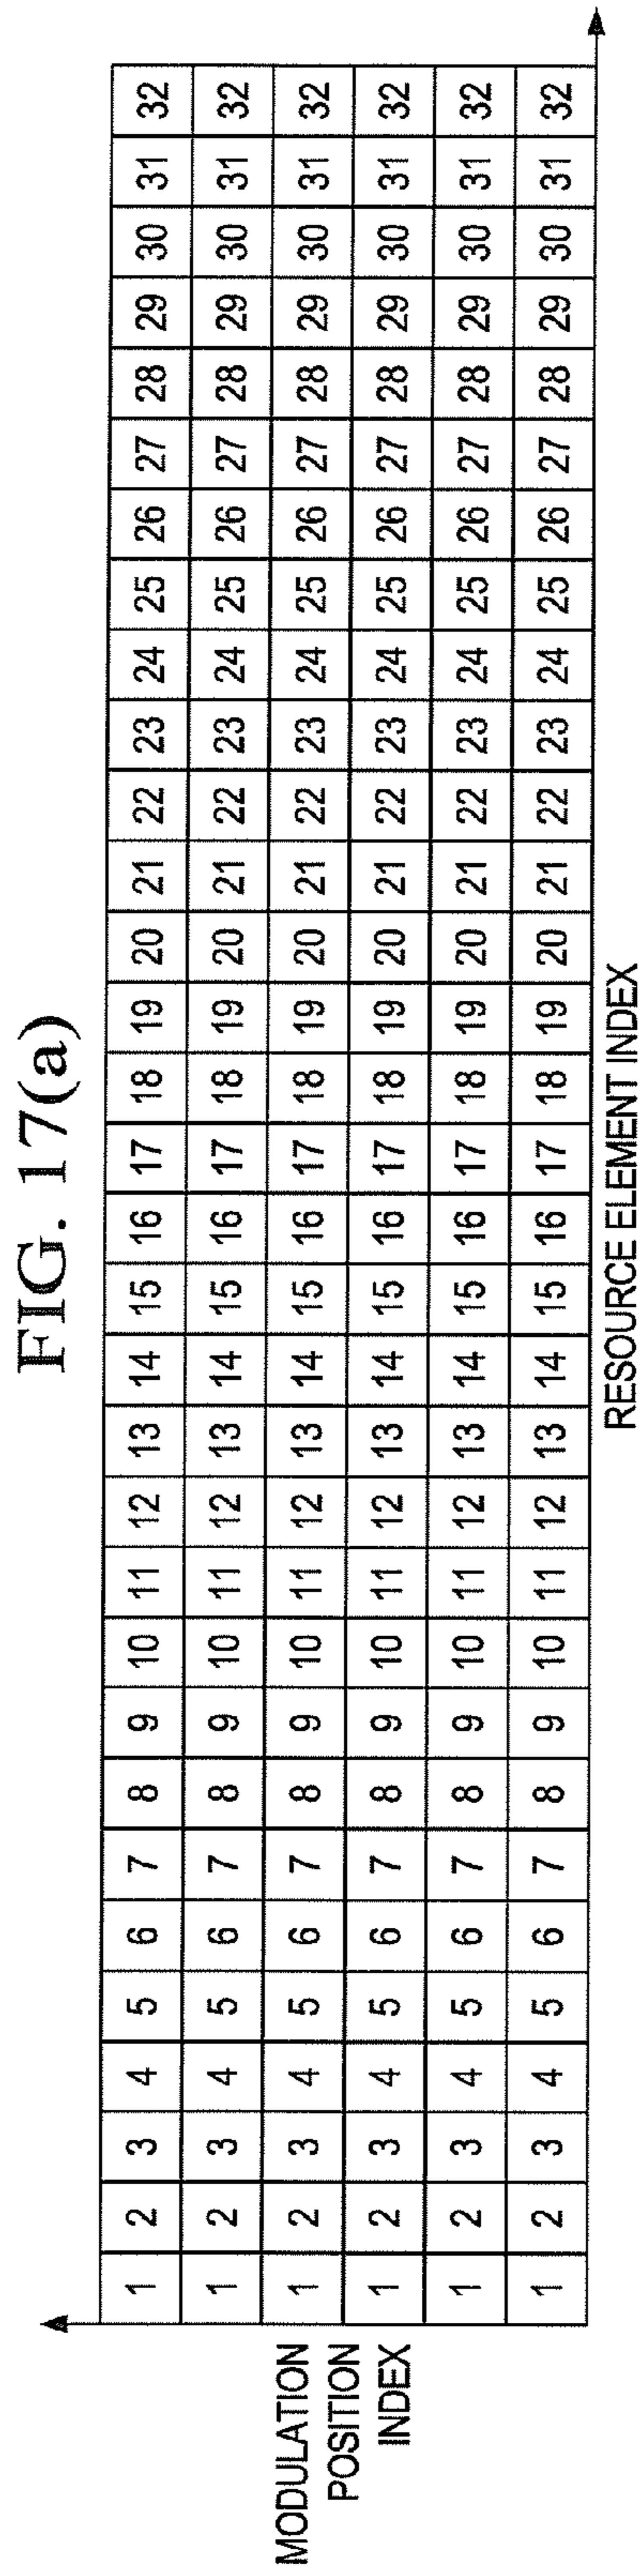 FIG. 17(a)
1 2 3 4 5 6 7 8 9 10 11 12 13 14 15 16 17 18 19 20 21 22 23 24 25 26 27 28 29 30 31 32
1 2 3 4 5 6 7 8 9 10 11 12 13 14 15 16 17 18 19 20 21 22 23 24 25 26 27 28 29 30 31 32
1 2 3 4 5 6 7 8 9 10 11 12 13 14 15 16 17 18 19 20 21 22 23 24 25 26 27 28 29 30 31 32
1 2 3 4 5 6 7 8 9 10 11 12 13 14 15 16 17 18 19 20 21 22 23 24 25 26 27 28 29 30 31 32
1 2 3 4 5 6 7 8 9 10 11 12 13 14 15 16 17 18 19 20 21 22 23 24 25 26 27 28 29 30 31 32
1 2 3 4 5 6 7 8 9 10 11 12 13 14 15 16 17 18 19 20 21 22 23 24 25 26 27 28 29 30 31 32
MODULATION
POSITION
INDEX
RESOURCE ELEMENT INDEX